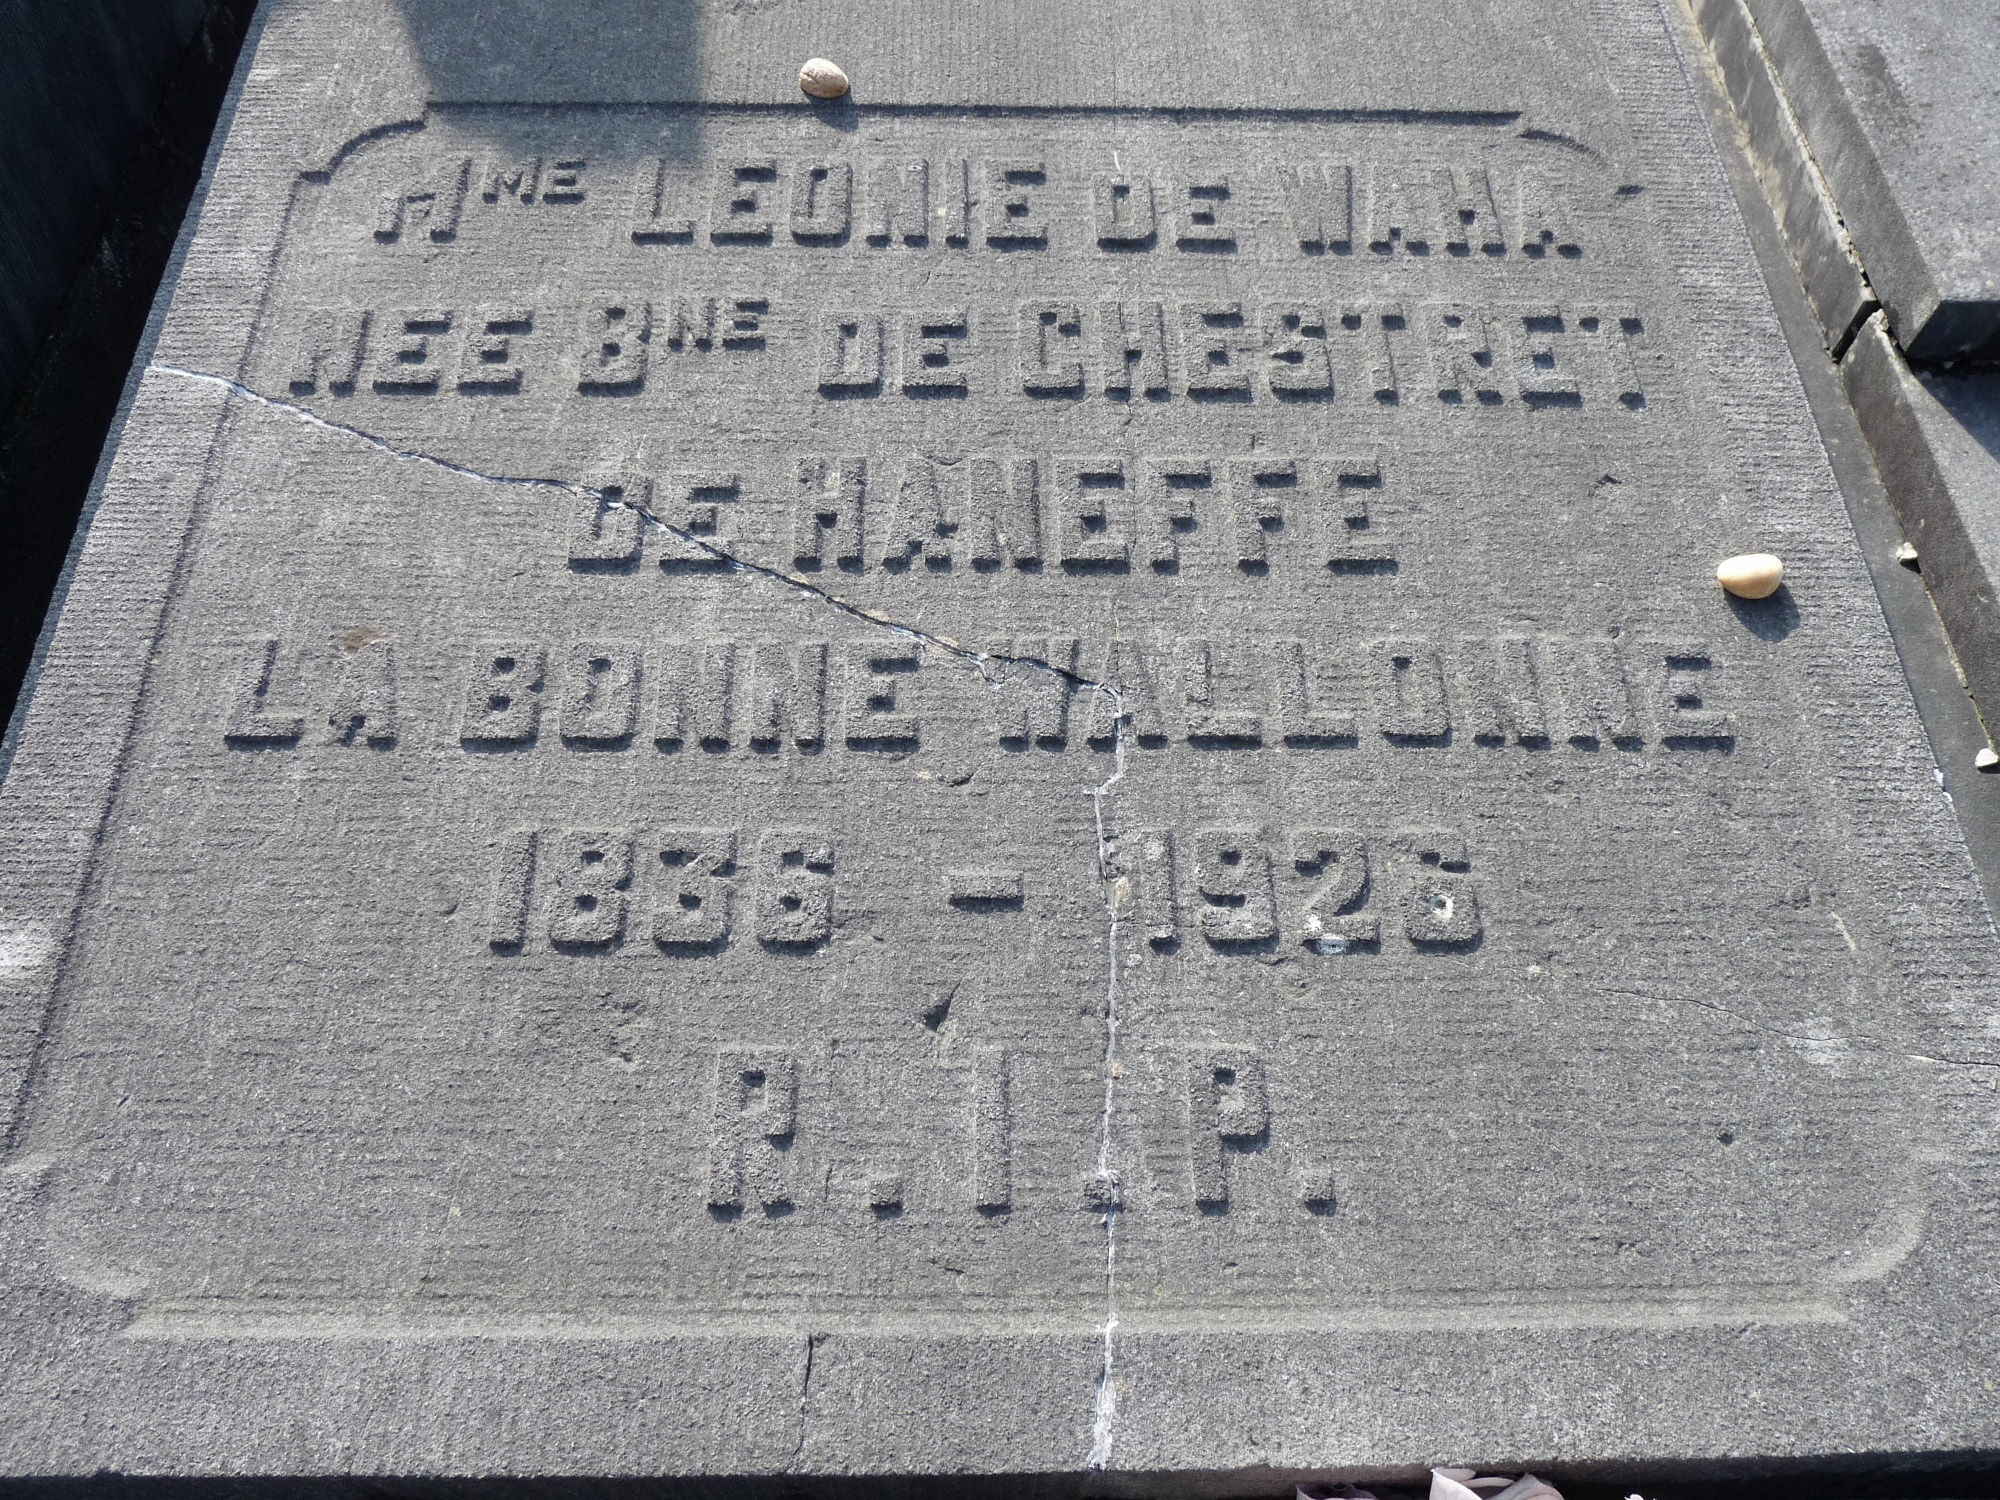 Mme LEONIE DE WAHA
NEE Bne DE CHESTRET
DE HANEFFE
LA BONNE WALLONNE
1836 - 1926
R.I.P.